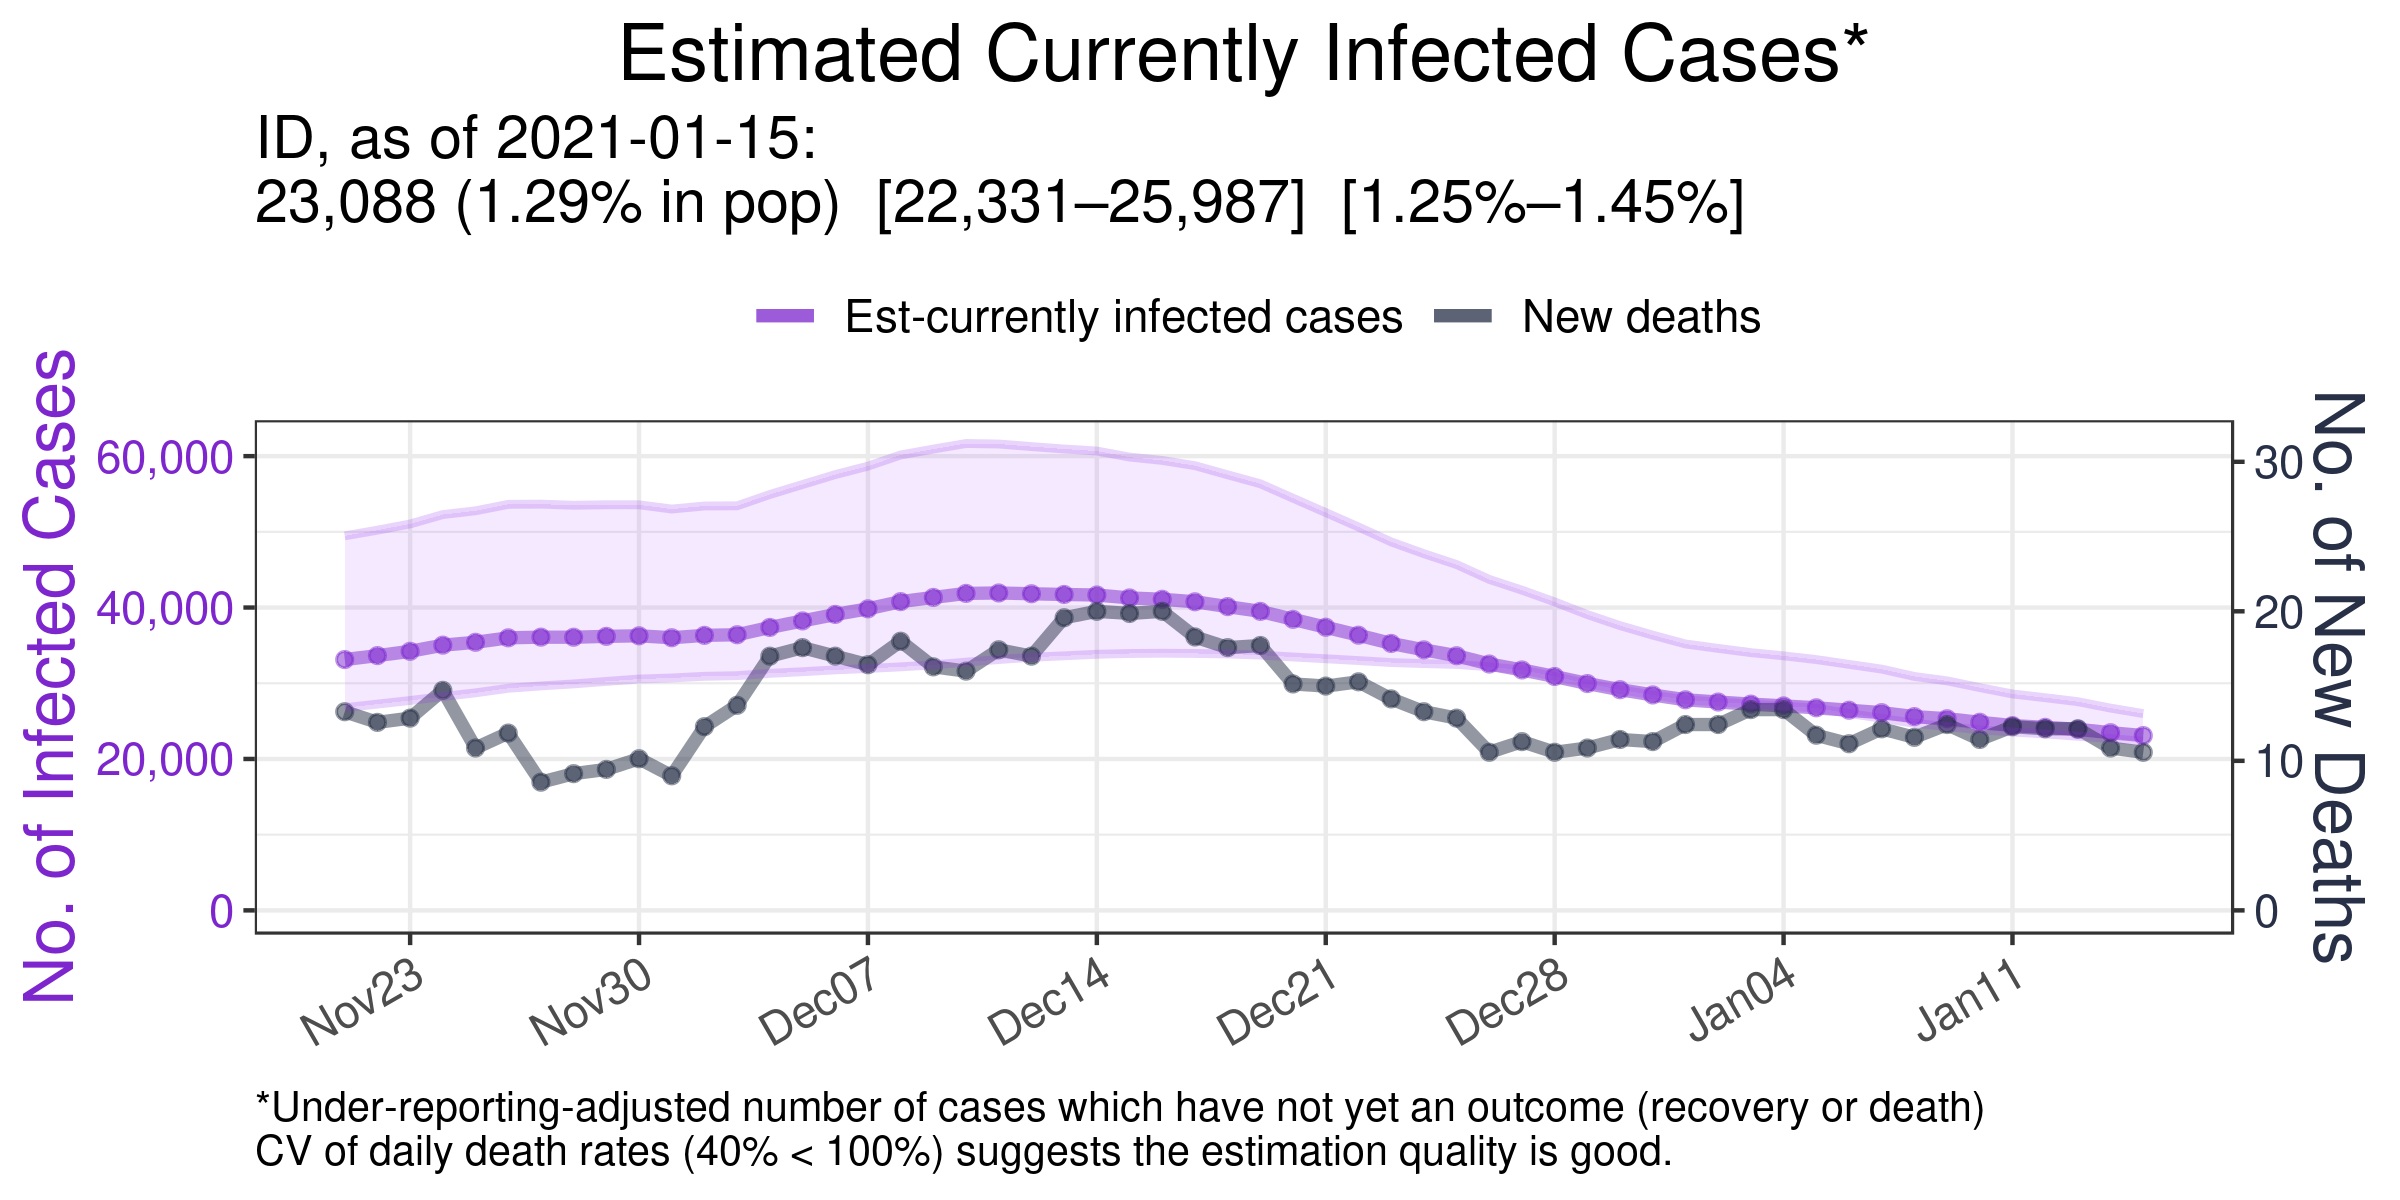 Estimated Currently Infected Cases*
ID, as of 2021-01-15:
23,088 (1.29% in pop)  [22,331–25,987]  [1.25%–1.45%]
Est-currently infected cases
New deaths
No. of Infected Cases
60,000
40,000
20,000
0
30
20
10
0
No. of New Deaths
Nov23
Nov30
Dec07
Dec14
Dec21
Dec28
Jan04
Jan11
*Under-reporting-adjusted number of cases which have not yet an outcome (recovery or death)
CV of daily death rates (40% < 100%) suggests the estimation quality is good.